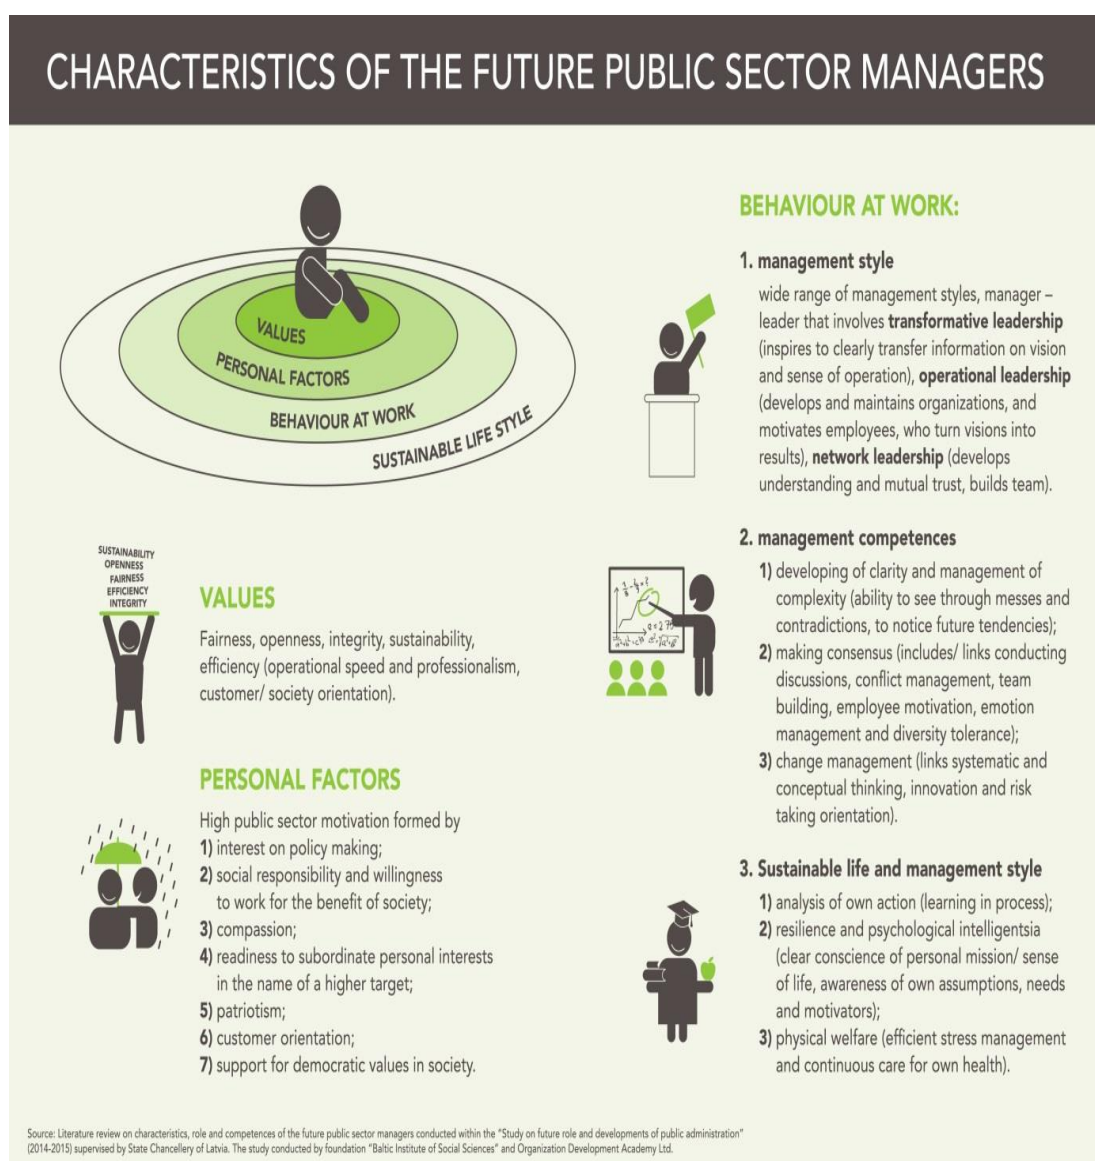 CHARACTERISTICS OF THE FUTURE PUBLIC SECTOR MANAGERS
VALUES
PERSONAL FACTORS
BEHAVIOUR AT WORK
SUSTAINABLE LIFE STYLE
SUSTAINABILITY
OPENNESS
FAIRNESS
EFFICIENCY
INTEGRITY
VALUES
Fairness, openness, integrity, sustainability,
efficiency (operational speed and professionalism,
customer/ society orientation).
PERSONAL FACTORS
High public sector motivation formed by
1) interest on policy making;
2) social responsibility and willingness
to work for the benefit of society;
3) compassion;
4) readiness to subordinate personal interests
in the name of a higher target;
5) patriotism;
6) customer orientation;
7) support for democratic values in society.
BEHAVIOUR AT WORK:
1. management style
wide range of management styles, manager –
leader that involves transformative leadership
(inspires to clearly transfer information on vision
and sense of operation), operational leadership
(develops and maintains organizations, and
motivates employees, who turn visions into
results), network leadership (develops
understanding and mutual trust, builds team).
2. management competences
1) developing of clarity and management of
complexity (ability to see through messes and
contradictions, to notice future tendencies);
2) making consensus (includes/ links conducting
discussions, conflict management, team
building, employee motivation, emotion
management and diversity tolerance);
3) change management (links systematic and
conceptual thinking, innovation and risk
taking orientation).
3. Sustainable life and management style
1) analysis of own action (learning in process);
2) resilience and psychological intelligentsia
(clear conscience of personal mission/ sense
of life, awareness of own assumptions, needs
and motivators);
3) physical welfare (efficient stress management
and continuous care for own health).
Source: Literature review on characteristics, role and competences of the future public sector managers conducted within the "Study on future role and developments of public administration"
(2014-2015) supervised by State Chancellery of Latvia. The study conducted by foundation "Baltic Institute of Social Sciences" and Organization Development Academy Ltd.